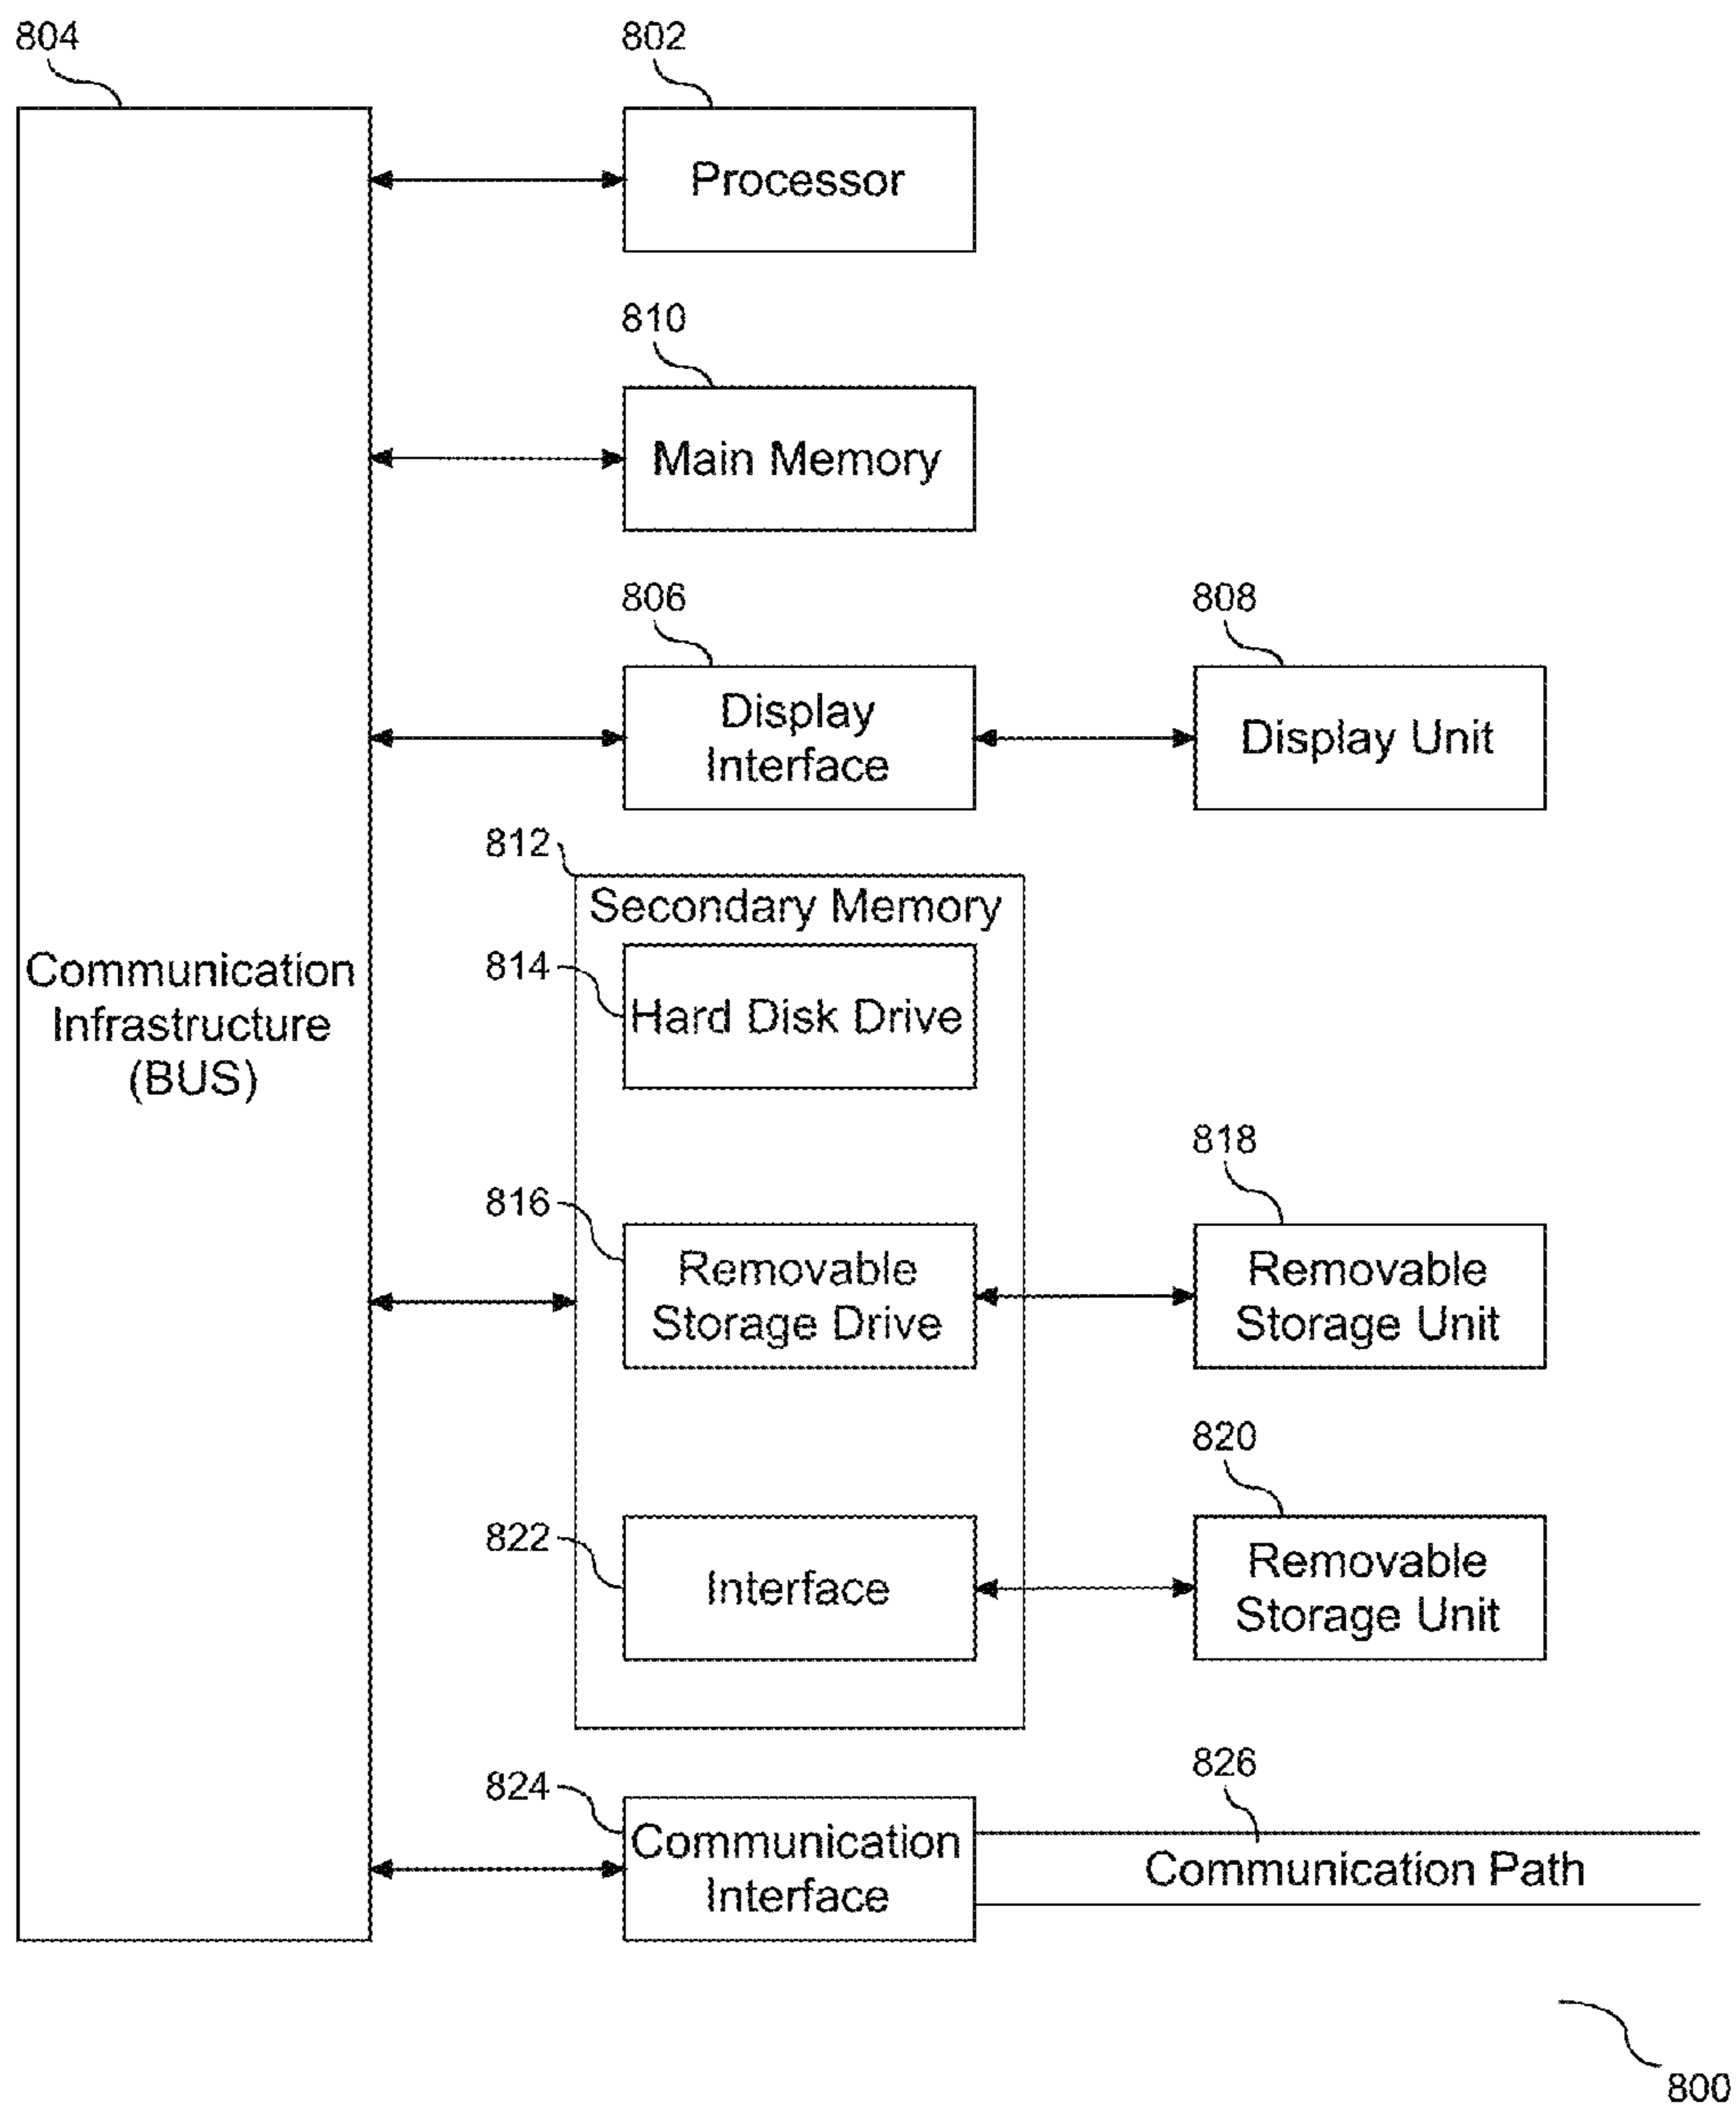 804
802
Processor
810
Main Memory
806
808
Display
Interface
Display Unit
812
Secondary Memory
814
Hard Disk Drive
Communication
Infrastructure
(BUS)
816
818
Removable
Storage Drive
Removable
Storage Unit
820
822
Interface
Removable
Storage Unit
824
826
Communication
Interface
Communication Path
800